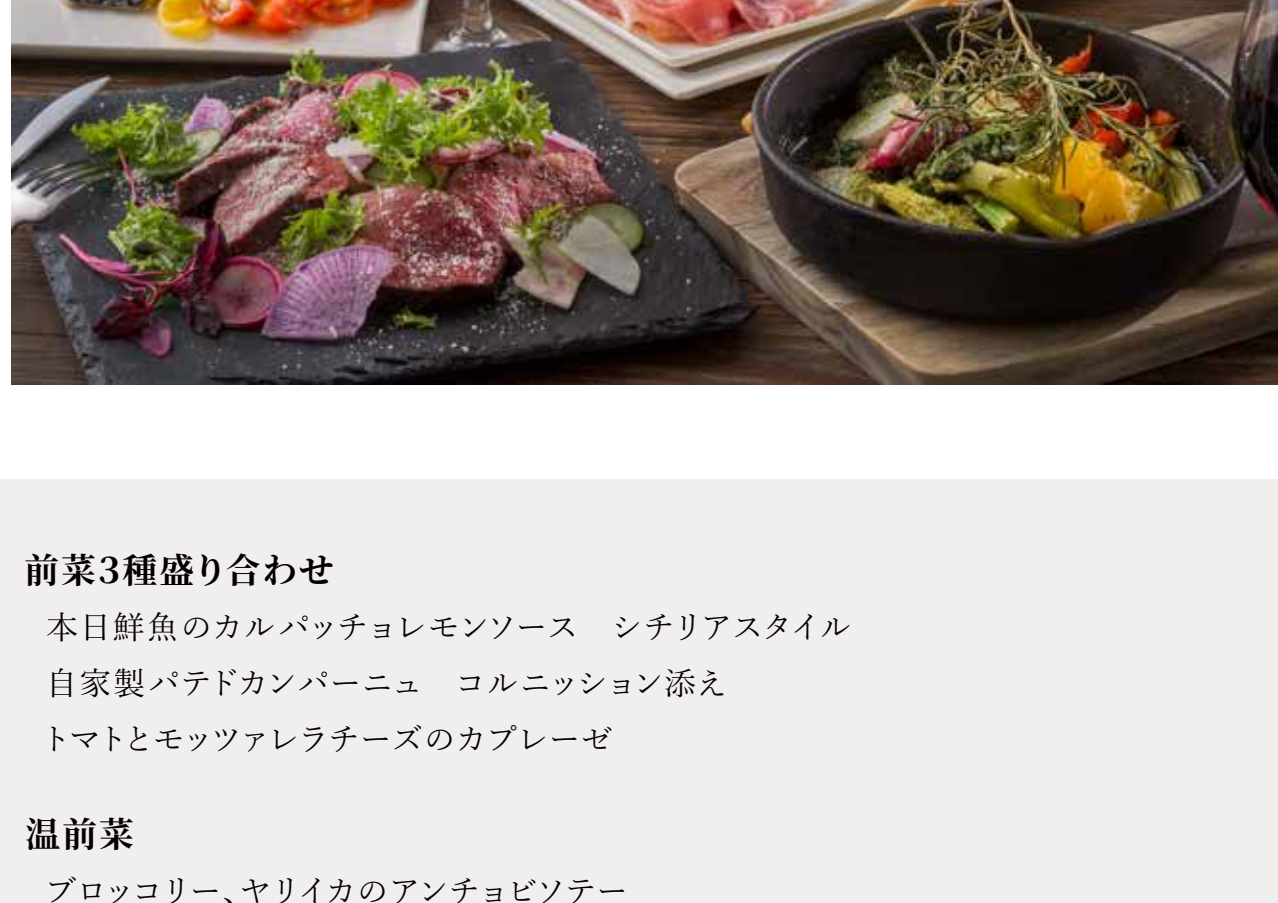 前菜3種盛り合わせ
本日鮮魚のカルパッチョレモンソース　シチリアスタイル
自家製パテドカンパーニュ　コルニッション添え
トマトとモッツァレラチーズのカプレーゼ
温前菜
ブロッコリー、ヤリイカのアンチョビソテー